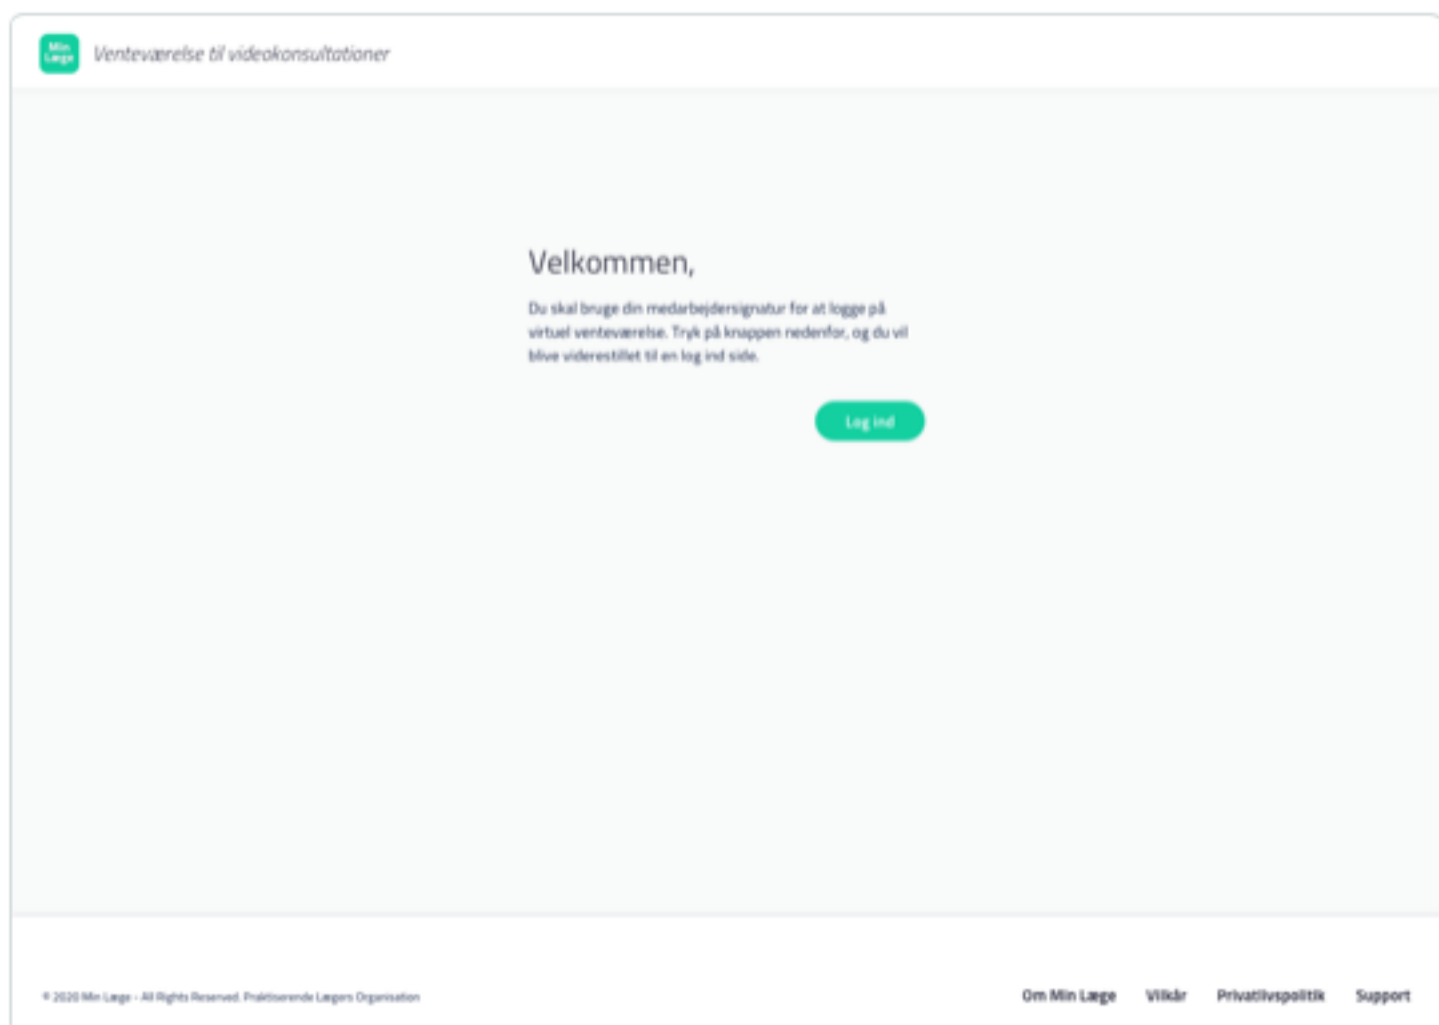 Min
Læge
Venteværelse til videokonsultationer
Velkommen,
Du skal bruge din medarbejdersignatur for at logge på
virtuel venteværelse. Tryk på knappen nedenfor, og du vil
blive viderestillet til en log ind side.
Log ind
© 2020 Min Læge - All Rights Reserved. Praktiserende Lægers Organisation
Om Min Læge Vilkår Privatlivspolitik Support